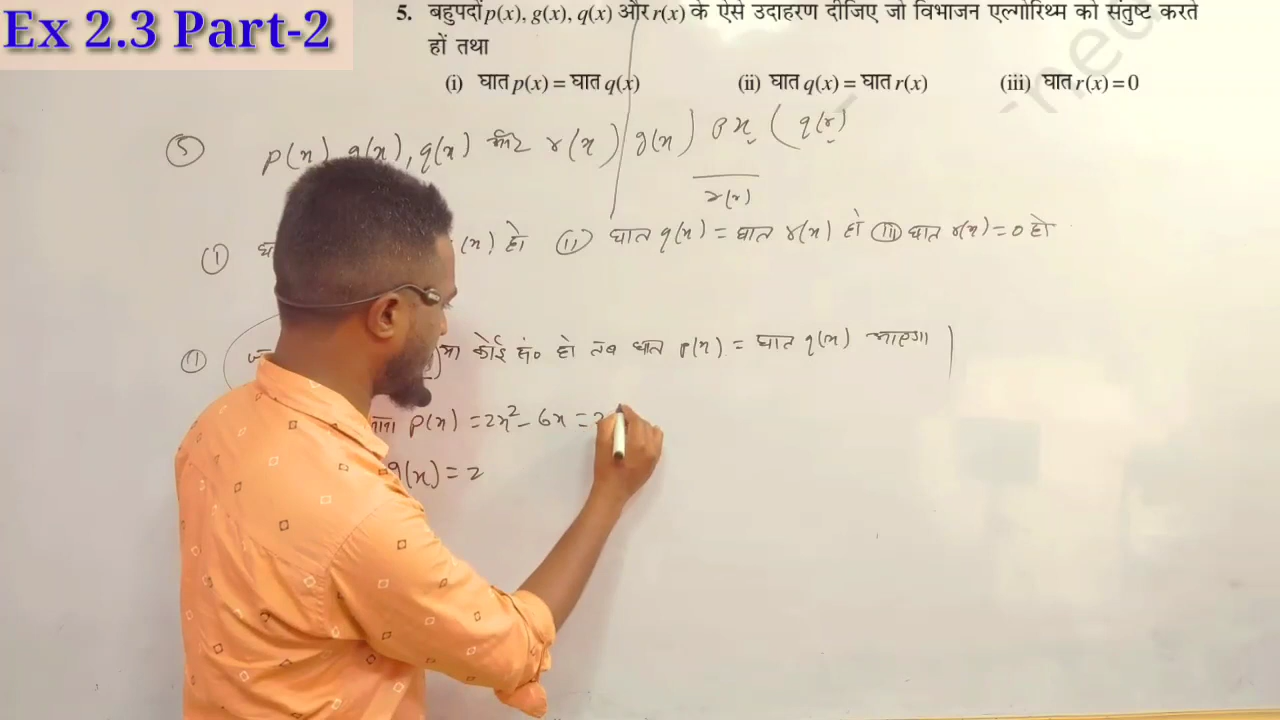 Ex 2.3 Part-2
5. बहुपदों p(x), g(x), q(x) और r(x) के ऐसे उदाहरण दीजिए जो विभाजन एल्गोरिथ्म को संतुष्ट करते
हों तथा
(i) घात p(x) = घात q(x) (ii) घात q(x) = घात r(x) (iii) घात r(x) = 0
5 p(x), g(x), q(x) और r(x) g(x) ) px ( q(x)
r(x)
(i) (x) हो (ii) घात q(x) = घात r(x) हो (iii) घात r(x) = 0 हो
(i) कोई सं० हो तब घात p(x) = घात q(x) आएगा
माना p(x) = 2x² - 6x =
g(x) = 2